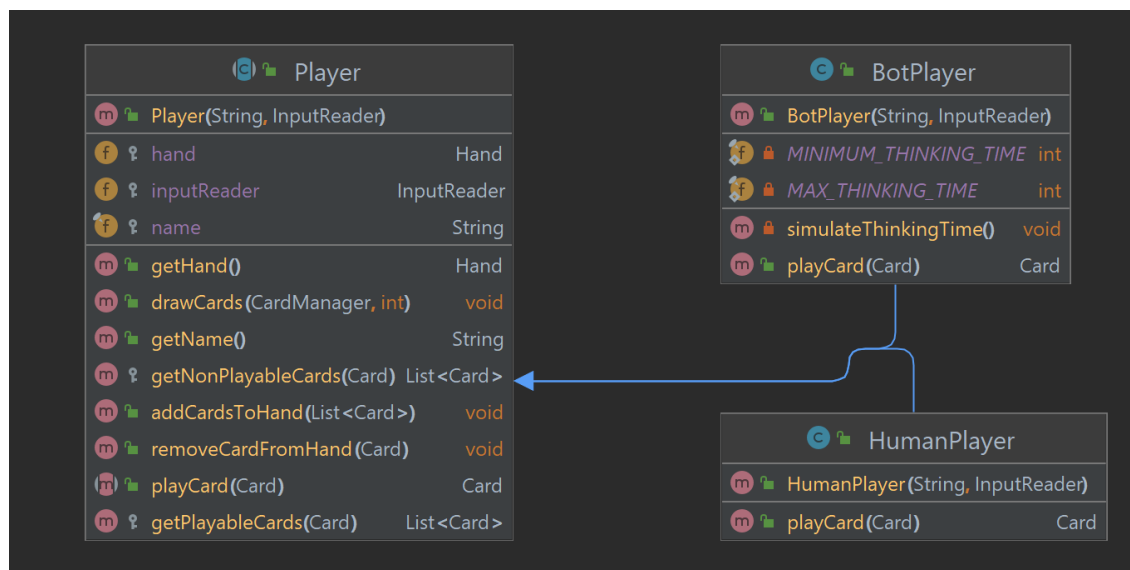 Player
Player(String, InputReader)
hand Hand
inputReader InputReader
name String
getHand() Hand
drawCards(CardManager, int) void
getName() String
getNonPlayableCards(Card) List<Card>
addCardsToHand(List<Card>) void
removeCardFromHand(Card) void
playCard(Card) Card
getPlayableCards(Card) List<Card>
BotPlayer
BotPlayer(String, InputReader)
MINIMUM_THINKING_TIME int
MAX_THINKING_TIME int
simulateThinkingTime() void
playCard(Card) Card
HumanPlayer
HumanPlayer(String, InputReader)
playCard(Card) Card